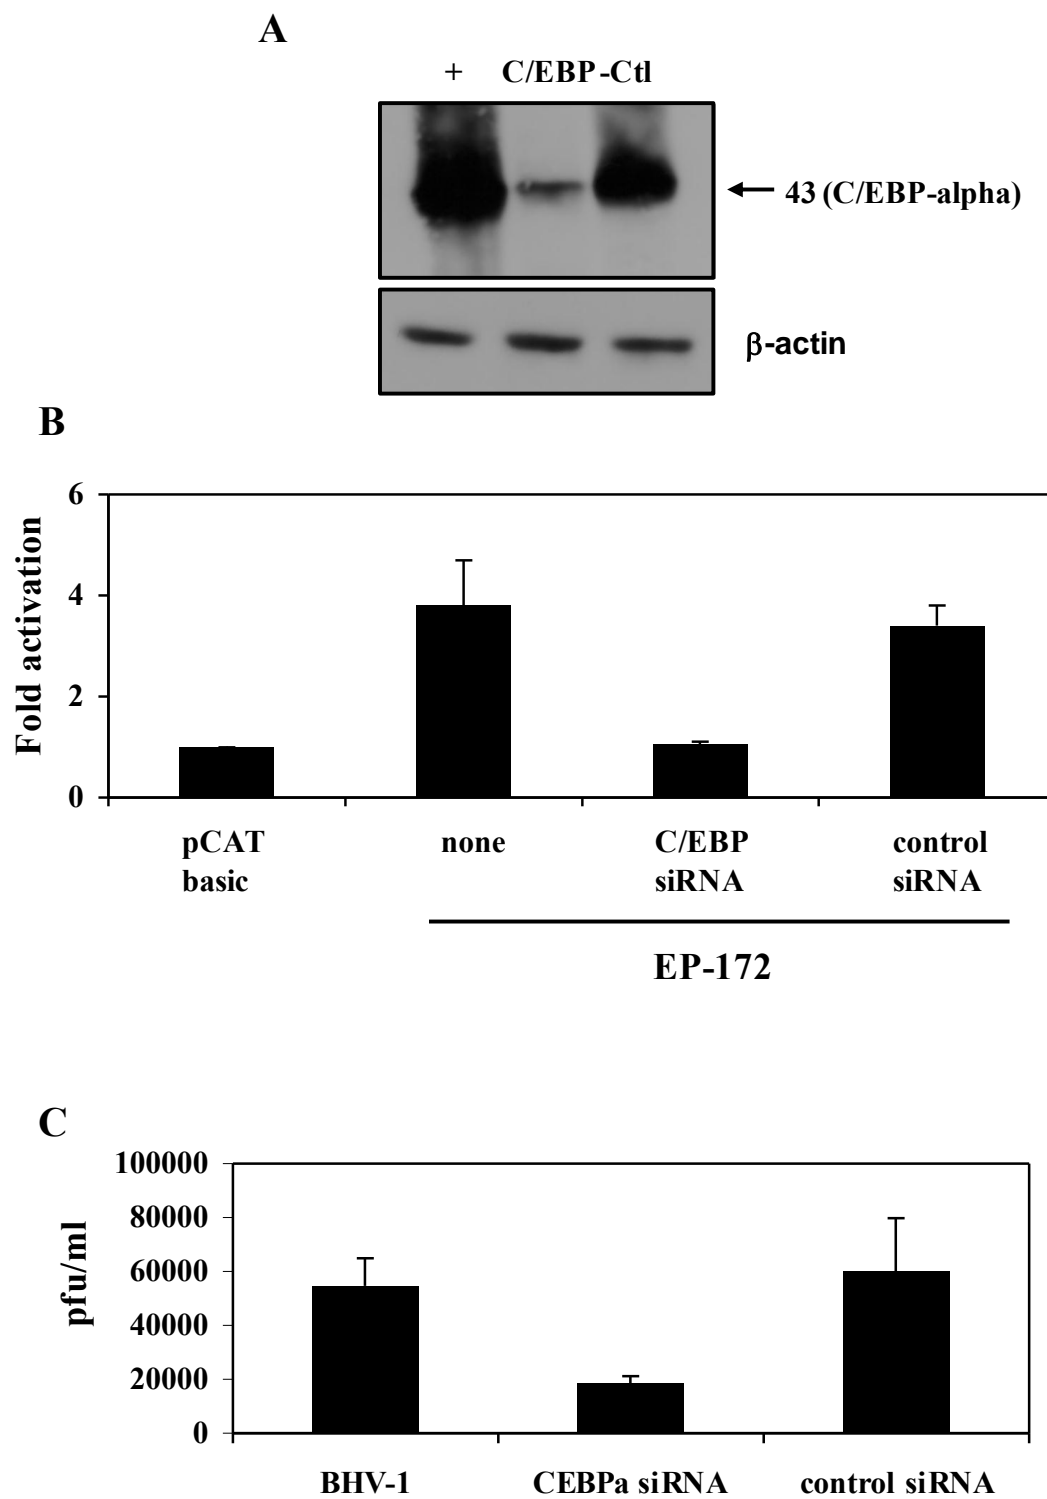 A
+ C/EBP-Ctl
43 (C/EBP-alpha)
β-actin
B
Fold activation
6
4
2
0
pCAT basic
none
C/EBP siRNA
control siRNA
EP-172
C
pfu/ml
100000
80000
60000
40000
20000
0
BHV-1
CEBPa siRNA
control siRNA